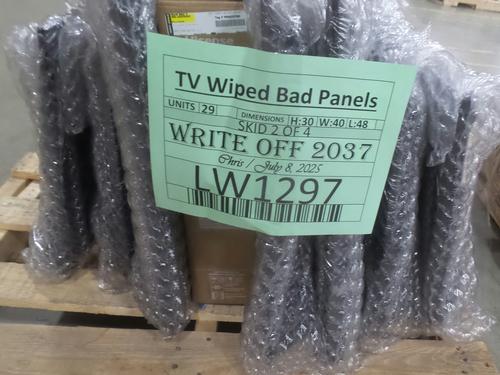 TV Wiped Bad Panels
UNITS 29 DIMENSIONS H:30 W:40 L:48
SKID 2 OF 4
WRITE OFF 2037
Chris / July 8, 2025
LW1297